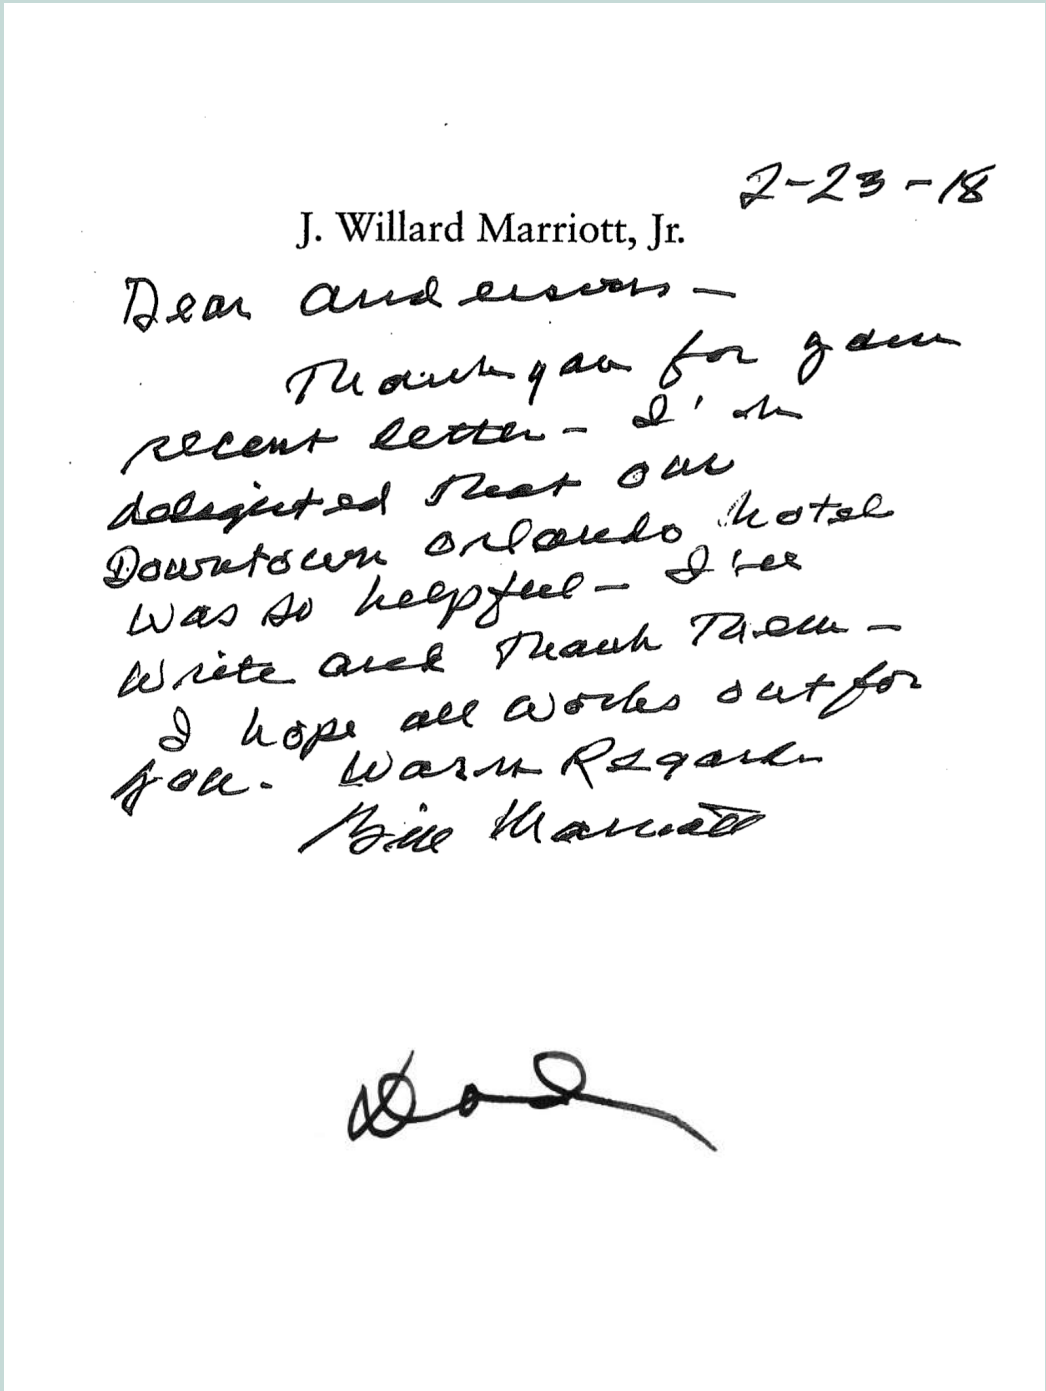 2-23-18
J. Willard Marriott, Jr.
Dear Anderson -
Thank you for your
recent letter - I'm
delighted that our
Downtown Orlando hotel
was so helpful - I'll
write and thank them -
I hope all works out for
you. Warm Regards
Bill Marriott